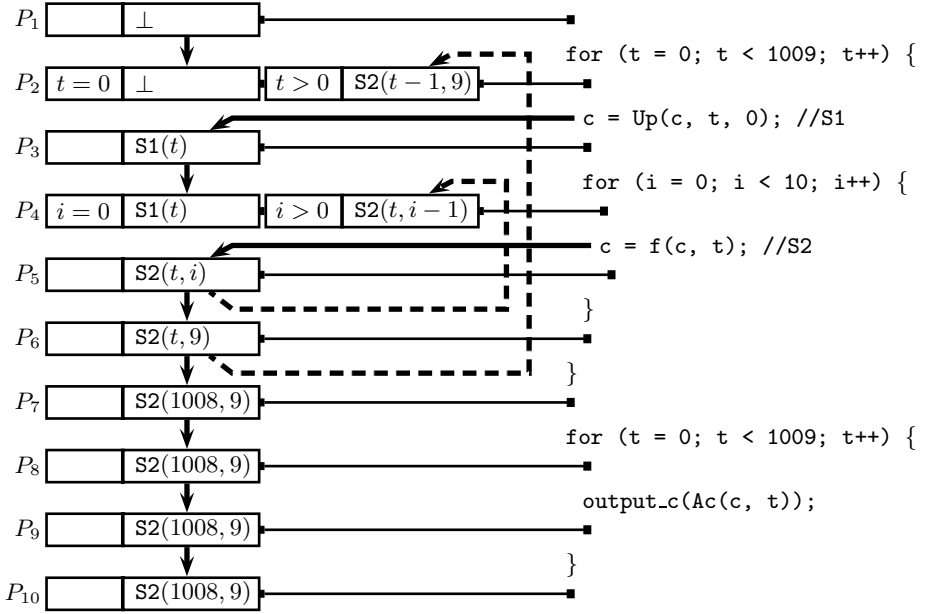 P1 ⊥
for (t = 0; t < 1009; t++) {
P2 t = 0 ⊥ t > 0 S2(t − 1, 9)
c = Up(c, t, 0); //S1
P3 S1(t)
for (i = 0; i < 10; i++) {
P4 i = 0 S1(t) i > 0 S2(t, i − 1)
c = f(c, t); //S2
P5 S2(t, i)
}
P6 S2(t, 9)
}
P7 S2(1008, 9)
for (t = 0; t < 1009; t++) {
P8 S2(1008, 9)
output_c(Ac(c, t));
P9 S2(1008, 9)
}
P10 S2(1008, 9)